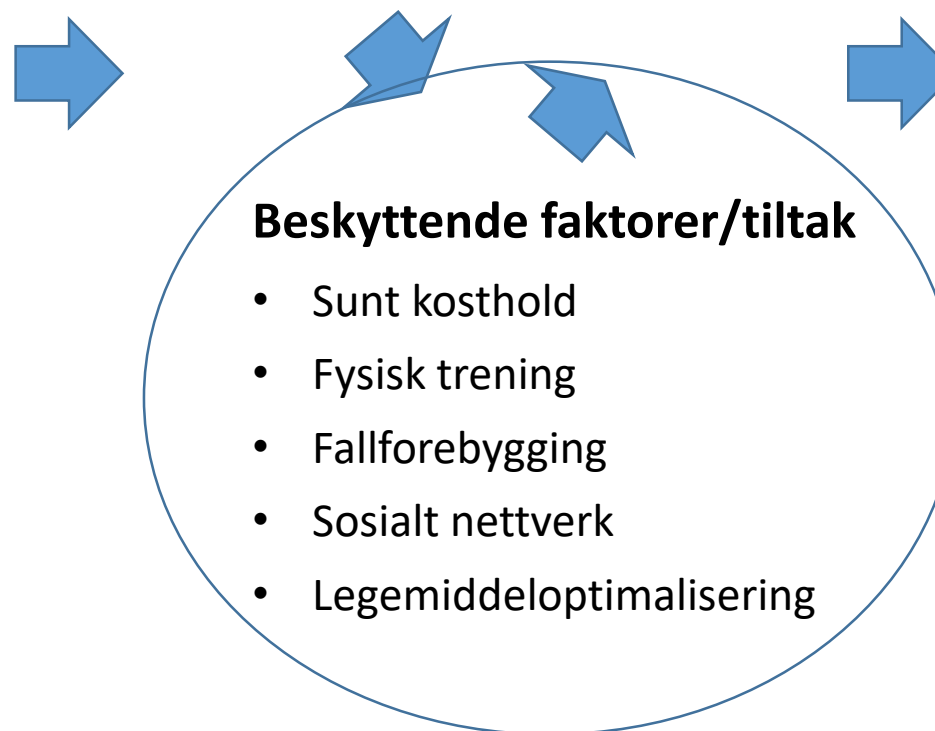 Beskyttende faktorer/tiltak
• Sunt kosthold
• Fysisk trening
• Fallforebygging
• Sosialt nettverk
• Legemiddeloptimalisering